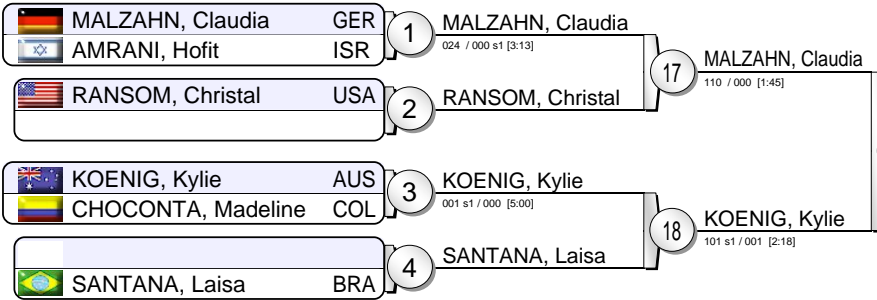 MALZAHN, Claudia GER
AMRANI, Hofit ISR
1
MALZAHN, Claudia
024 / 000 s1 [3:13]
RANSOM, Christal USA
2
RANSOM, Christal
17
MALZAHN, Claudia
110 / 000 [1:45]
KOENIG, Kylie AUS
CHOCONTA, Madeline COL
3
KOENIG, Kylie
001 s1 / 000 [5:00]
SANTANA, Laisa BRA
4
SANTANA, Laisa
18
KOENIG, Kylie
101 s1 / 001 [2:18]